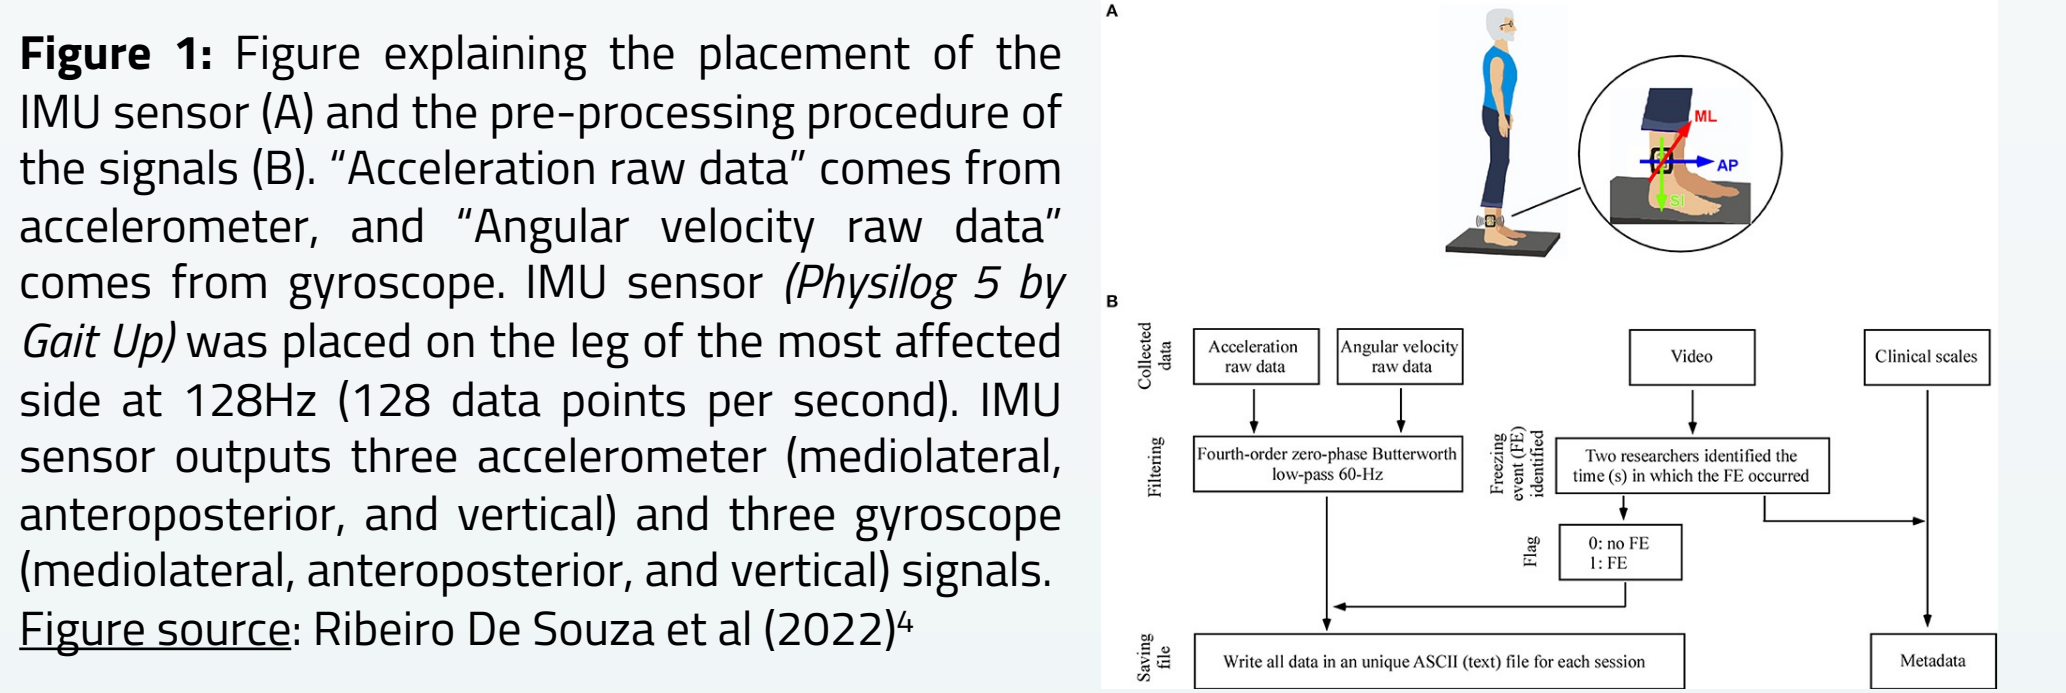 Figure 1: Figure explaining the placement of the
IMU sensor (A) and the pre-processing procedure of
the signals (B). “Acceleration raw data” comes from
accelerometer, and “Angular velocity raw data”
comes from gyroscope. IMU sensor (Physilog 5 by
Gait Up) was placed on the leg of the most affected
side at 128Hz (128 data points per second). IMU
sensor outputs three accelerometer (mediolateral,
anteroposterior, and vertical) and three gyroscope
(mediolateral, anteroposterior, and vertical) signals.
Figure source: Ribeiro De Souza et al (2022)⁴
A
ML
AP
SI
B
Collected
data
Acceleration
raw data
Angular velocity
raw data
Video
Clinical scales
Filtering
Fourth-order zero-phase Butterworth
low-pass 60-Hz
Freezing
event (FE)
identified
Two researchers identified the
time (s) in which the FE occurred
Flag
0: no FE
1: FE
Saving
file
Write all data in an unique ASCII (text) file for each session
Metadata